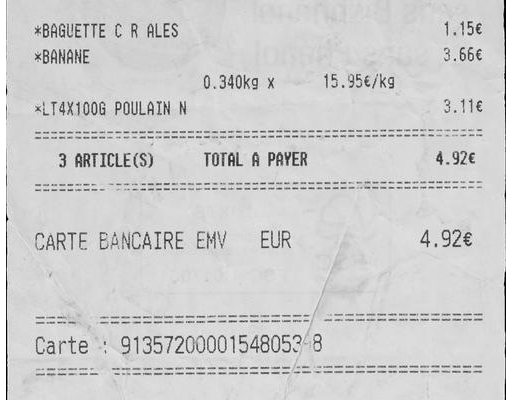 *BAGUETTE C R ALES 1.15€
*BANANE 3.66€
0.340kg x 15.95€/kg
*LT4X100G POULAIN N 3.11€
3 ARTICLE(S) TOTAL A PAYER 4.92€
CARTE BANCAIRE EMV EUR 4.92€
Carte : 913572000015480538